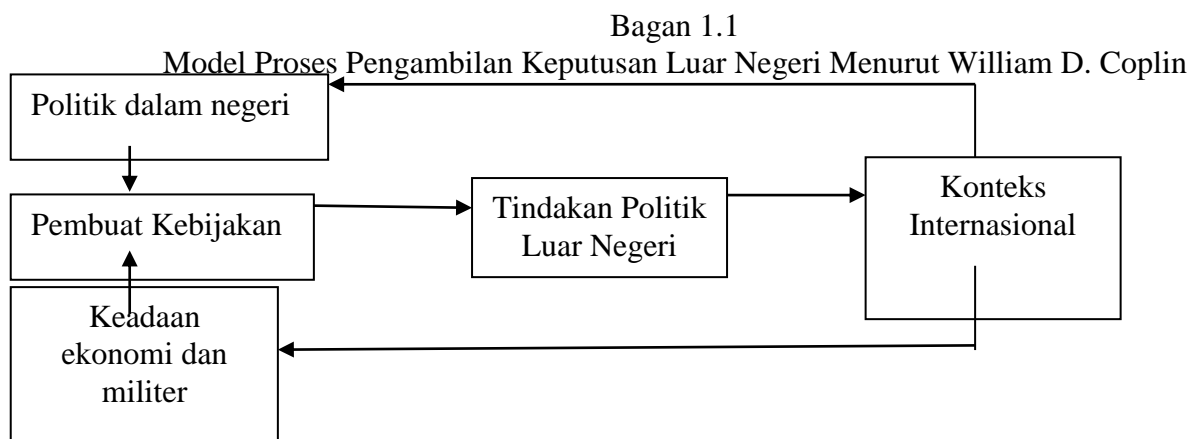 Bagan 1.1
Model Proses Pengambilan Keputusan Luar Negeri Menurut William D. Coplin
Politik dalam negeri
Pembuat Kebijakan
Keadaan
ekonomi dan
militer
Tindakan Politik
Luar Negeri
Konteks
Internasional